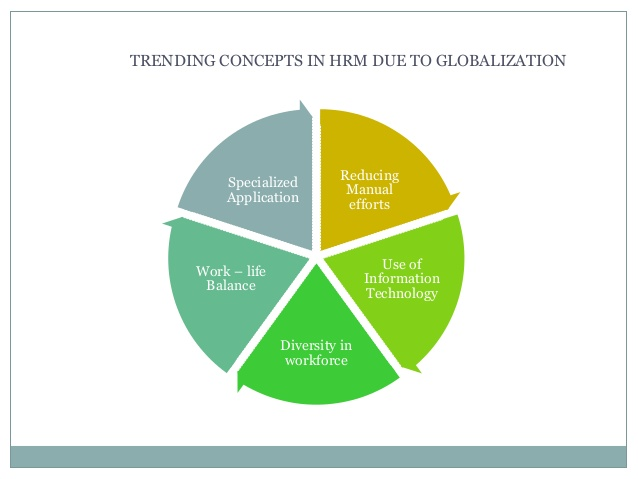 TRENDING CONCEPTS IN HRM DUE TO GLOBALIZATION
Reducing
Manual
efforts
Use of
Information
Technology
Diversity in
workforce
Work – life
Balance
Specialized
Application